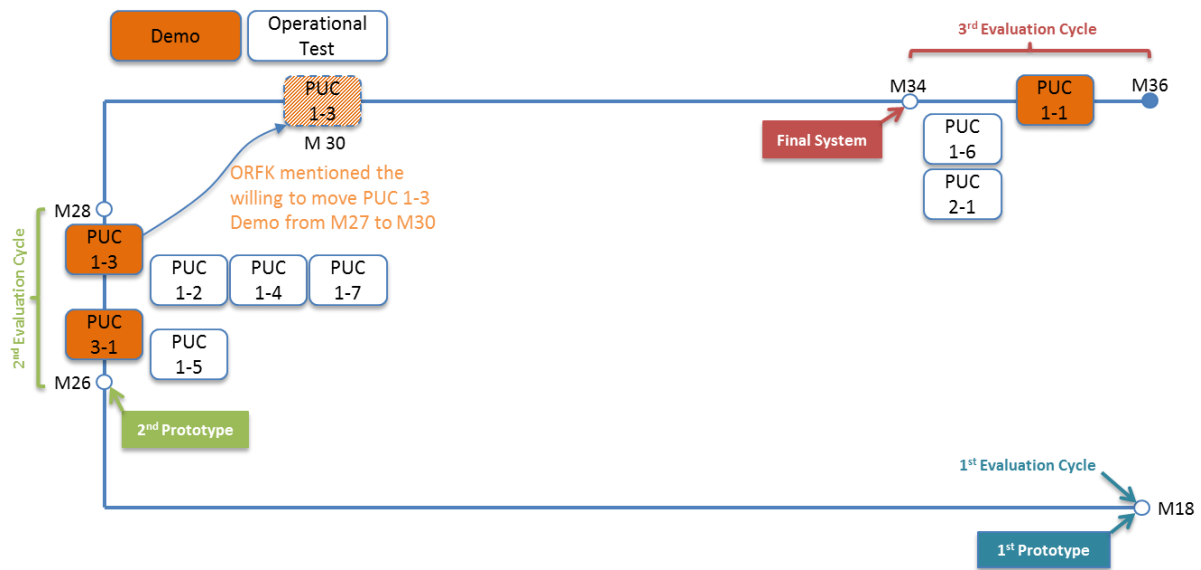 Demo
Operational
Test
3rd Evaluation Cycle
PUC
1-3
M 30
M34
PUC
1-1
M36
Final System
PUC
1-6
PUC
2-1
ORFK mentioned the
willing to move PUC 1-3
Demo from M27 to M30
M28
2nd Evaluation Cycle
PUC
1-3
PUC
1-2
PUC
1-4
PUC
1-7
PUC
3-1
PUC
1-5
M26
2nd Prototype
1st Evaluation Cycle
M18
1st Prototype